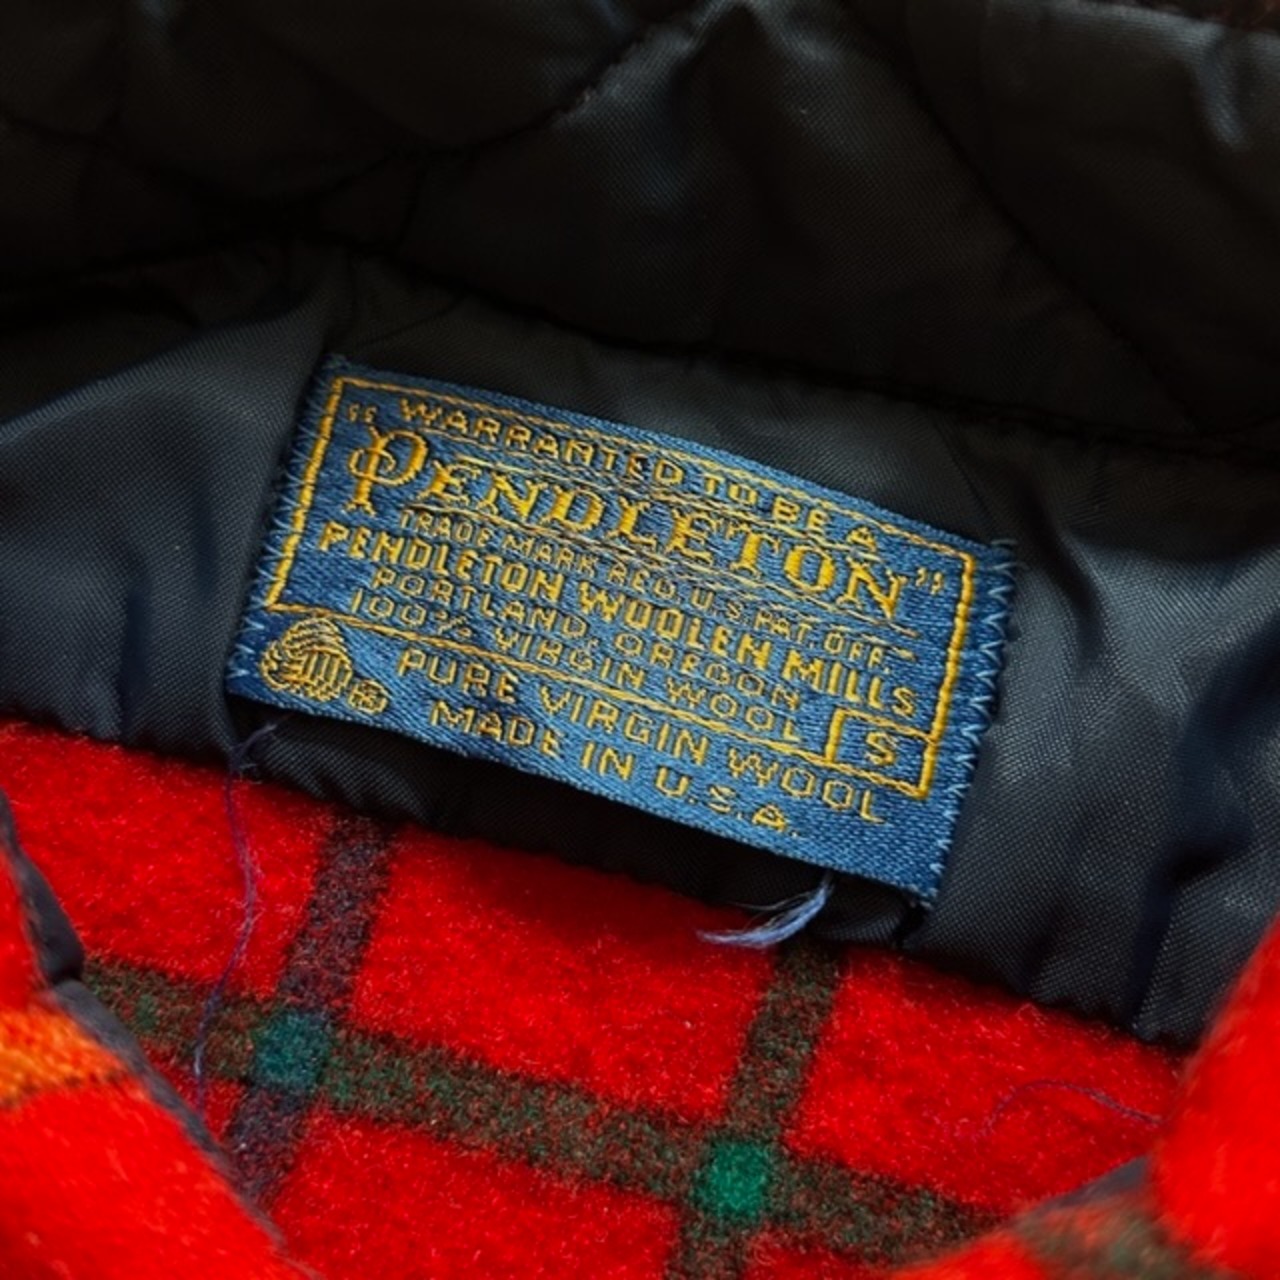 "WARRANTED TO BE A
PENDLETON"
TRADE MARK REG. U.S. PAT. OFF.
PENDLETON WOOLEN MILLS
PORTLAND, OREGON
100% VIRGIN WOOL
S
PURE VIRGIN WOOL
®
MADE IN U.S.A.